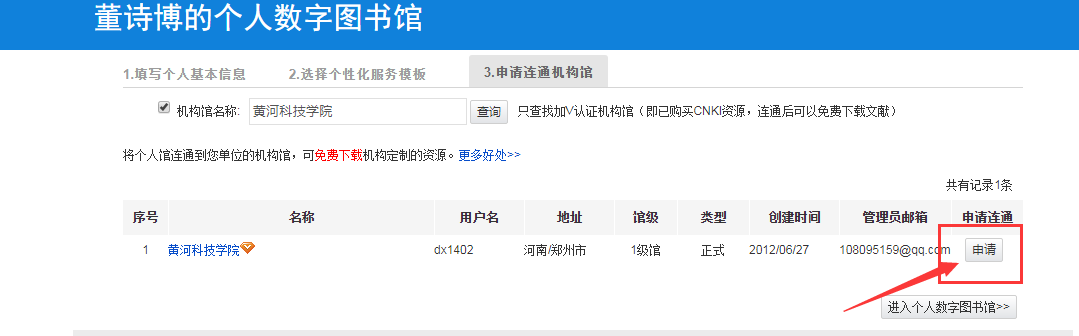 董诗博的个人数字图书馆
1.填写个人基本信息 2.选择个性化服务模板 3.申请连通机构馆
机构馆名称: 黄河科技学院 查询 只查找加V认证机构馆（即已购买CNKI资源，连通后可以免费下载文献）
将个人馆连通到您单位的机构馆，可免费下载机构定制的资源。更多好处>>
共有记录1条
序号 名称 用户名 地址 馆级 类型 创建时间 管理员邮箱 申请连通
1 黄河科技学院 dx1402 河南/郑州市 1级馆 正式 2012/06/27 108095159@qq.com 申请
进入个人数字图书馆>>